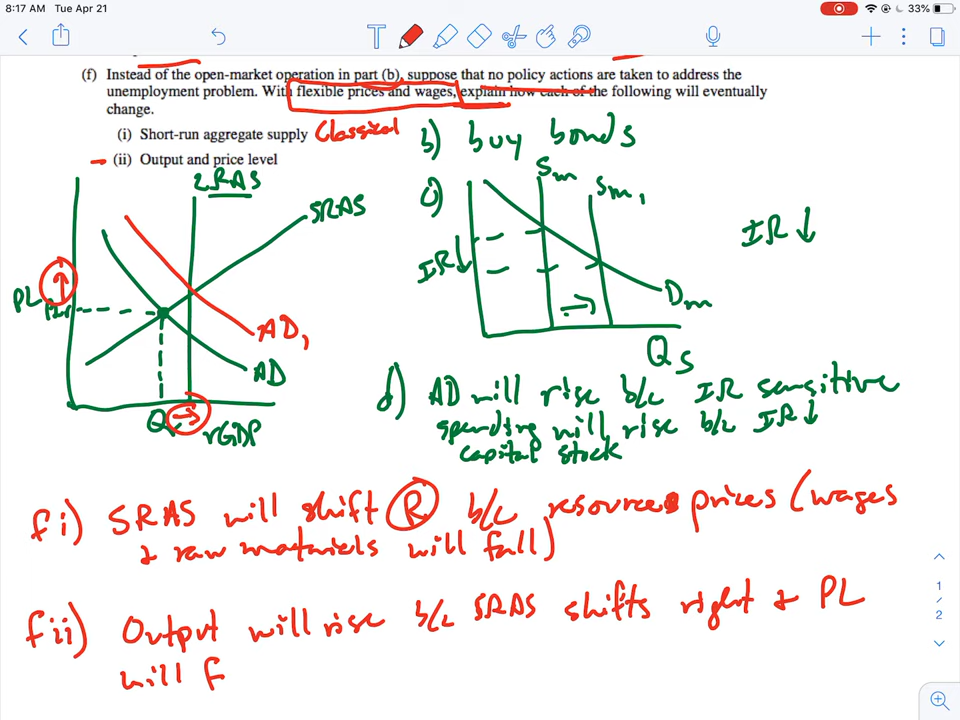 8:17 AM Tue Apr 21
33%
(f) Instead of the open-market operation in part (b), suppose that no policy actions are taken to address the
unemployment problem. With flexible prices and wages, explain how each of the following will eventually
change.
(i) Short-run aggregate supply Classical
(ii) Output and price level
b) buy bonds
LRAS
SRAS
PL
AD1
AD
Q
rGDP
c)
Sm
Sm1
IR↓
IR↓
Dm
Q$
d) AD will rise b/c IR sensitive
spending will rise b/c IR↓
capital stock
f i) SRAS will shift R b/c resources prices (wages
& raw materials will fall)
f ii) Output will rise b/c SRAS shifts right & PL
will f
1
/
2